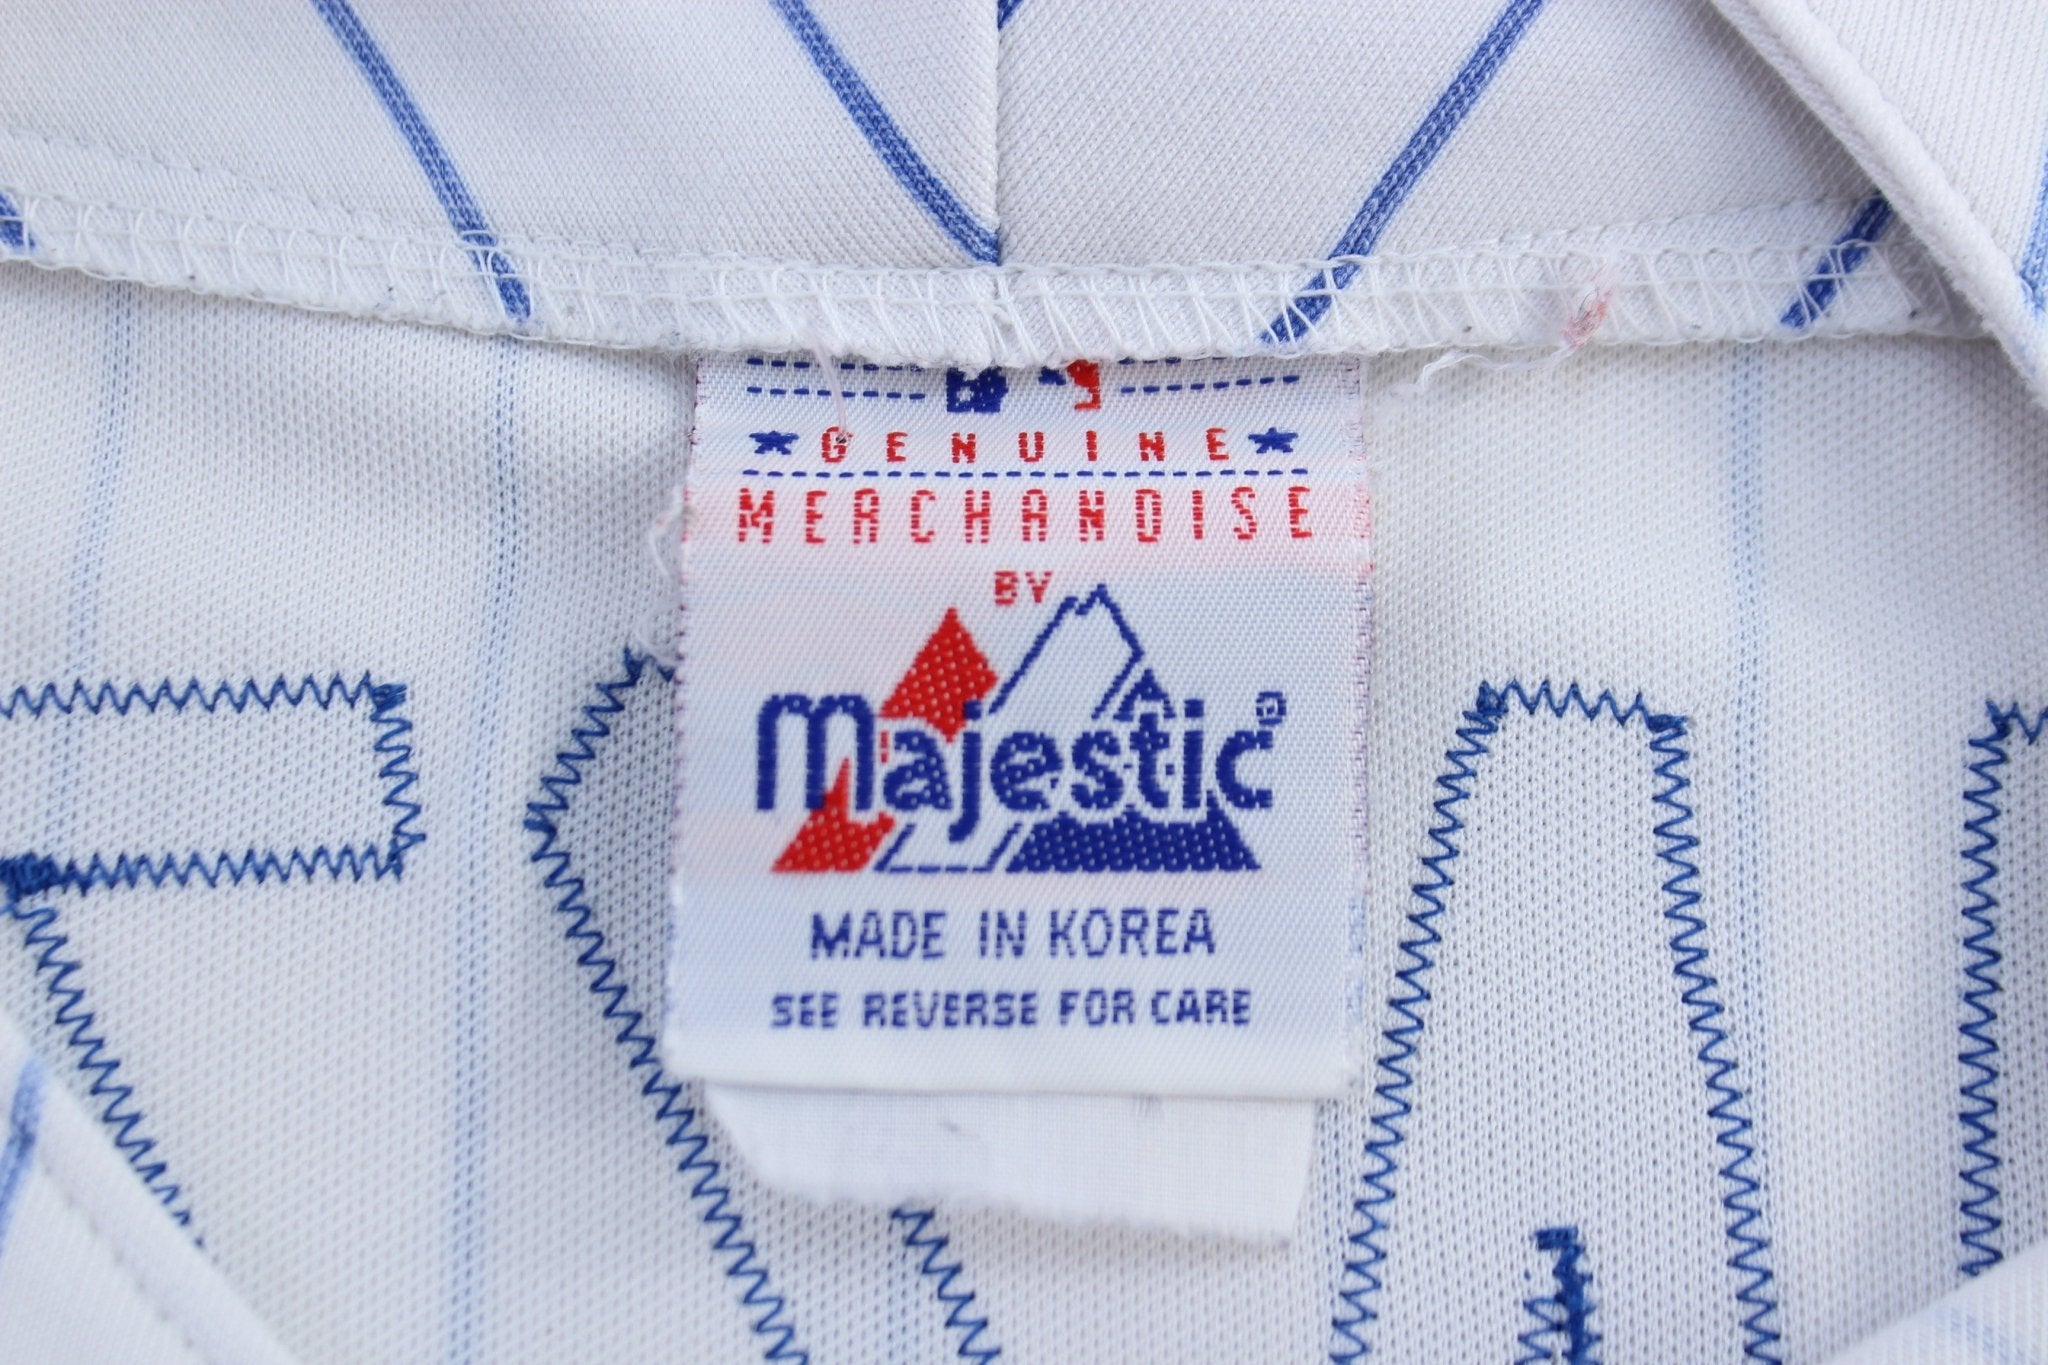 GENUINE
MERCHANDISE
BY
Majestic®
MADE IN KOREA
SEE REVERSE FOR CARE